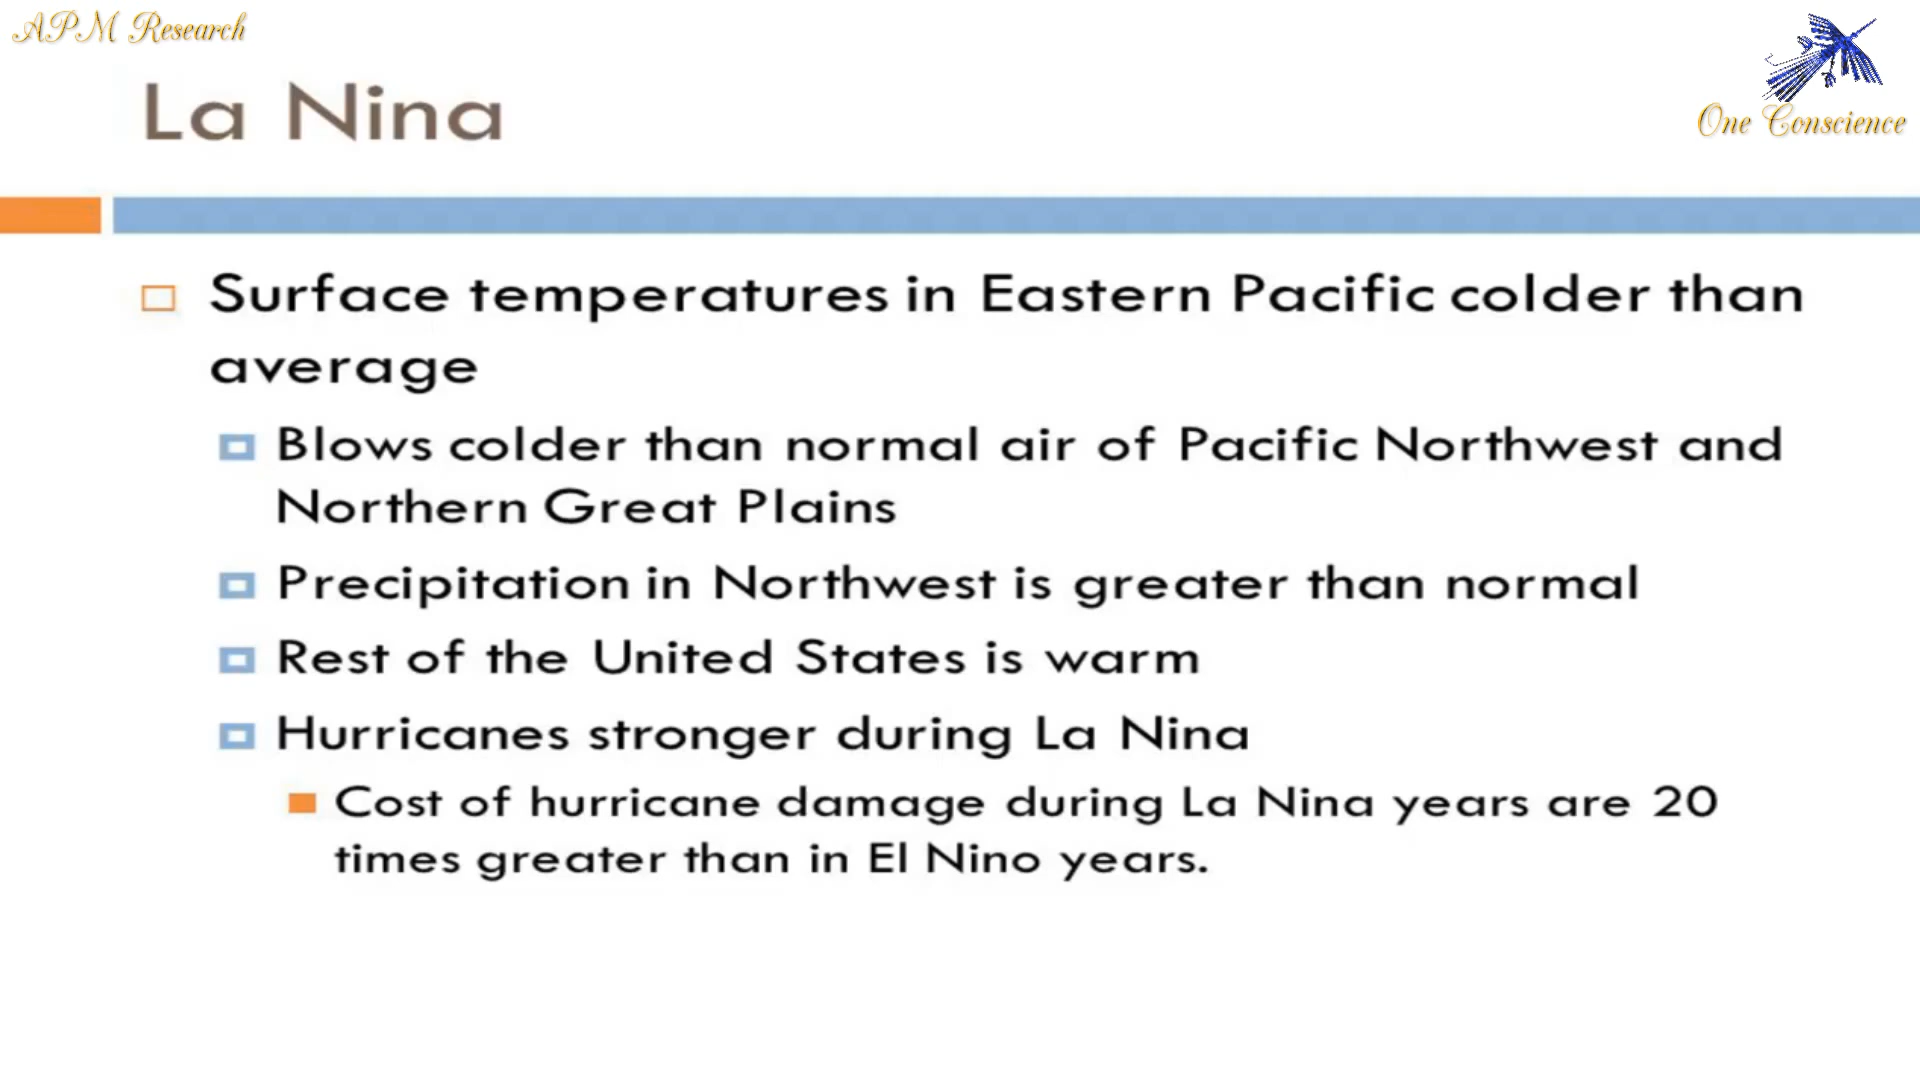 APM Research
One Conscience
La Nina
Surface temperatures in Eastern Pacific colder than
average
Blows colder than normal air of Pacific Northwest and
Northern Great Plains
Precipitation in Northwest is greater than normal
Rest of the United States is warm
Hurricanes stronger during La Nina
Cost of hurricane damage during La Nina years are 20
times greater than in El Nino years.